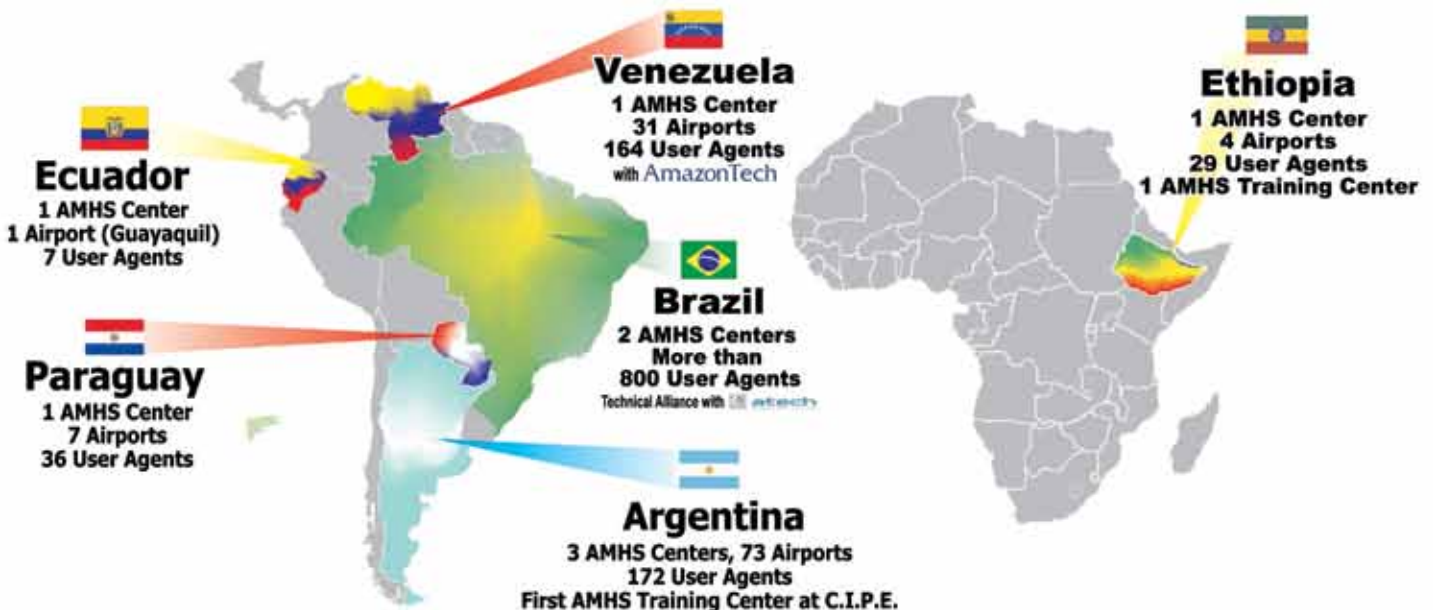 Venezuela
1 AMHS Center
31 Airports
164 User Agents
with AmazonTech
Ethiopia
1 AMHS Center
4 Airports
29 User Agents
1 AMHS Training Center
Ecuador
1 AMHS Center
1 Airport (Guayaquil)
7 User Agents
Brazil
2 AMHS Centers
More than
800 User Agents
Technical Alliance with atech
Paraguay
1 AMHS Center
7 Airports
36 User Agents
Argentina
3 AMHS Centers, 73 Airports
172 User Agents
First AMHS Training Center at C.I.P.E.